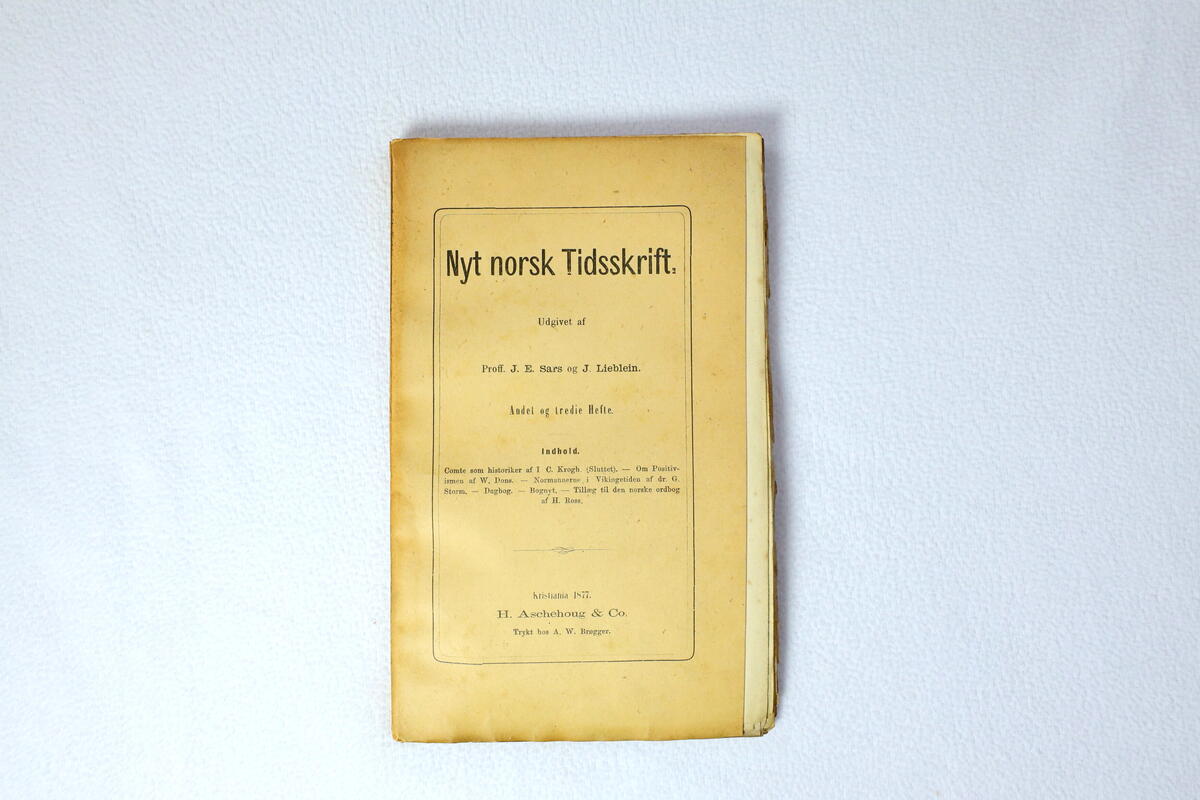 Nyt norsk Tidsskrift.
Udgivet af
Proff. J. E. Sars og J. Lieblein.
Andet og tredie Hefte.
Indhold.
Comte som historiker af I C. Krogh. (Sluttet). — Om Positiv-
ismen af W. Dons. — Normannerne i Vikingetiden af dr. G.
Storm. — Dagbog. — Bognyt. — Tillæg til den norske ordbog
af H. Ross.
Kristiania 1877.
H. Aschehoug & Co.
Trykt hos A. W. Brøgger.